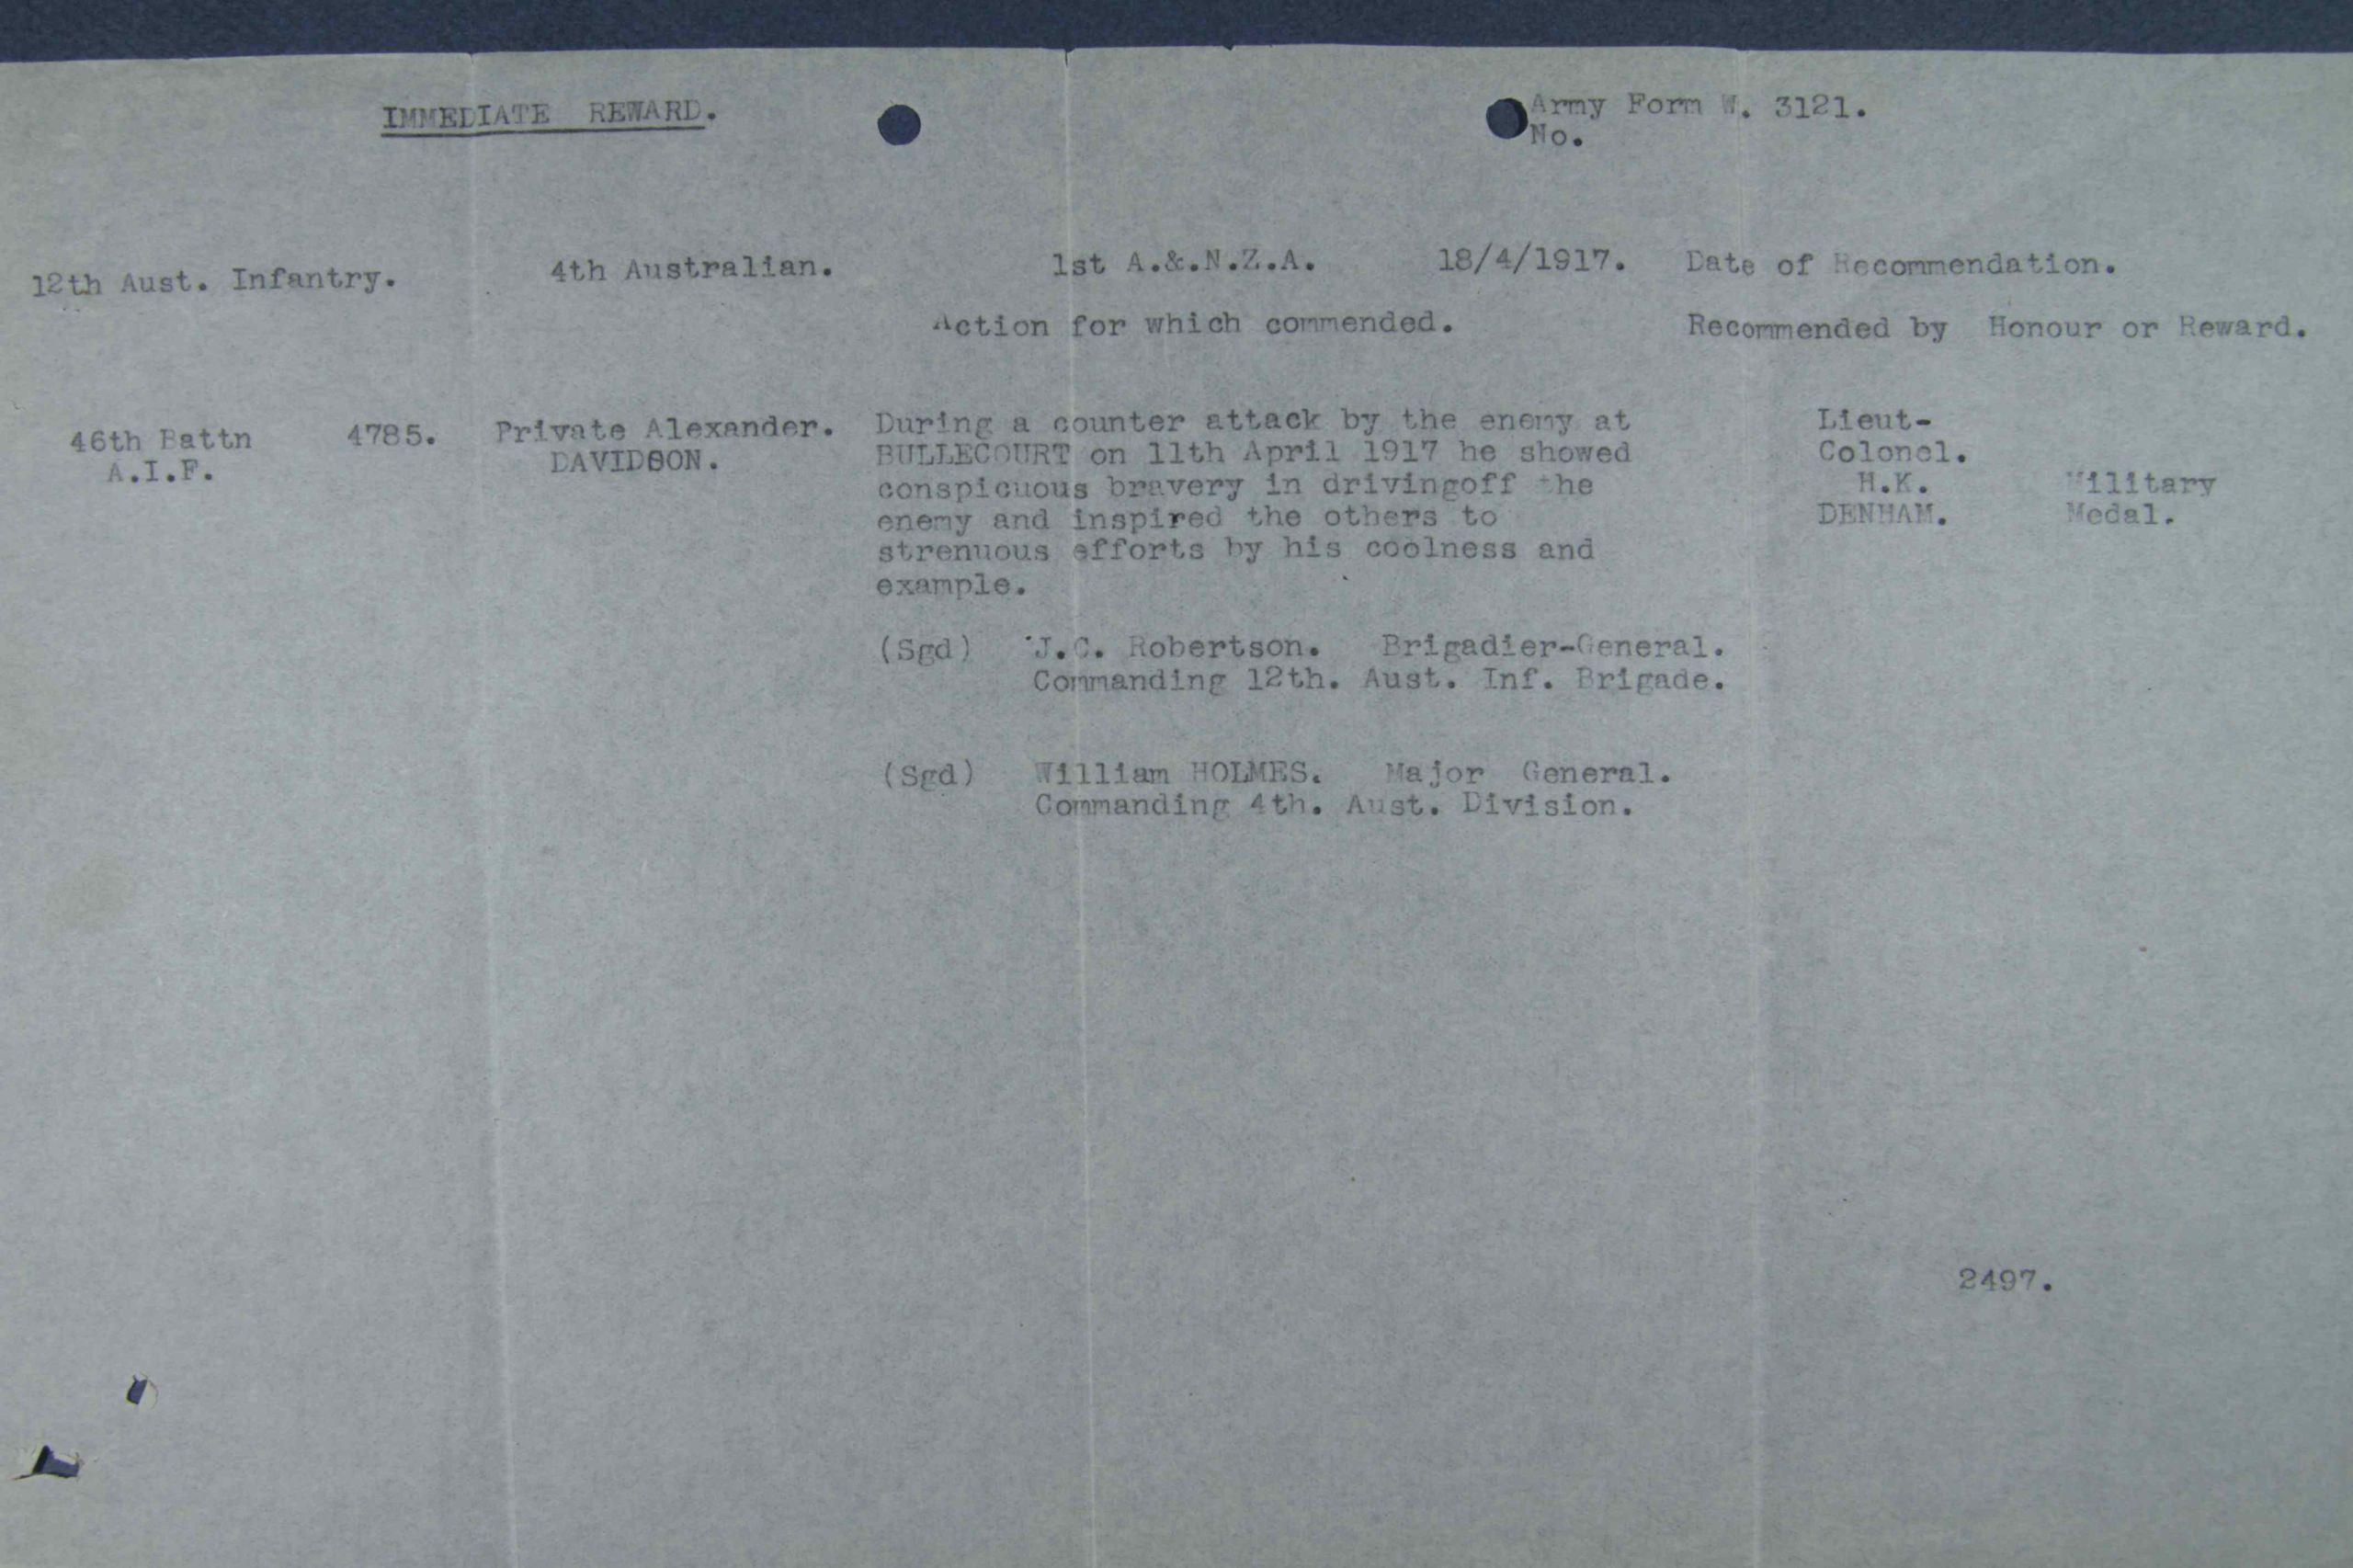 IMMEDIATE REWARD.
Army Form W. 3121.
No.
12th Aust. Infantry. 4th Australian. 1st A.&.N.Z.A. 18/4/1917. Date of Recommendation.
Action for which commended. Recommended by Honour or Reward.
46th Battn 4785. Private Alexander. During a counter attack by the enemy at Lieut-
A.I.F. DAVIDSON. BULLECOURT on 11th April 1917 he showed Colonel.
conspicuous bravery in drivingoff the H.K. Military
enemy and inspired the others to DENHAM. Medal.
strenuous efforts by his coolness and
example.
(Sgd) J.C. Robertson. Brigadier-General.
Commanding 12th. Aust. Inf. Brigade.
(Sgd) William HOLMES. Major General.
Commanding 4th. Aust. Division.
2497.